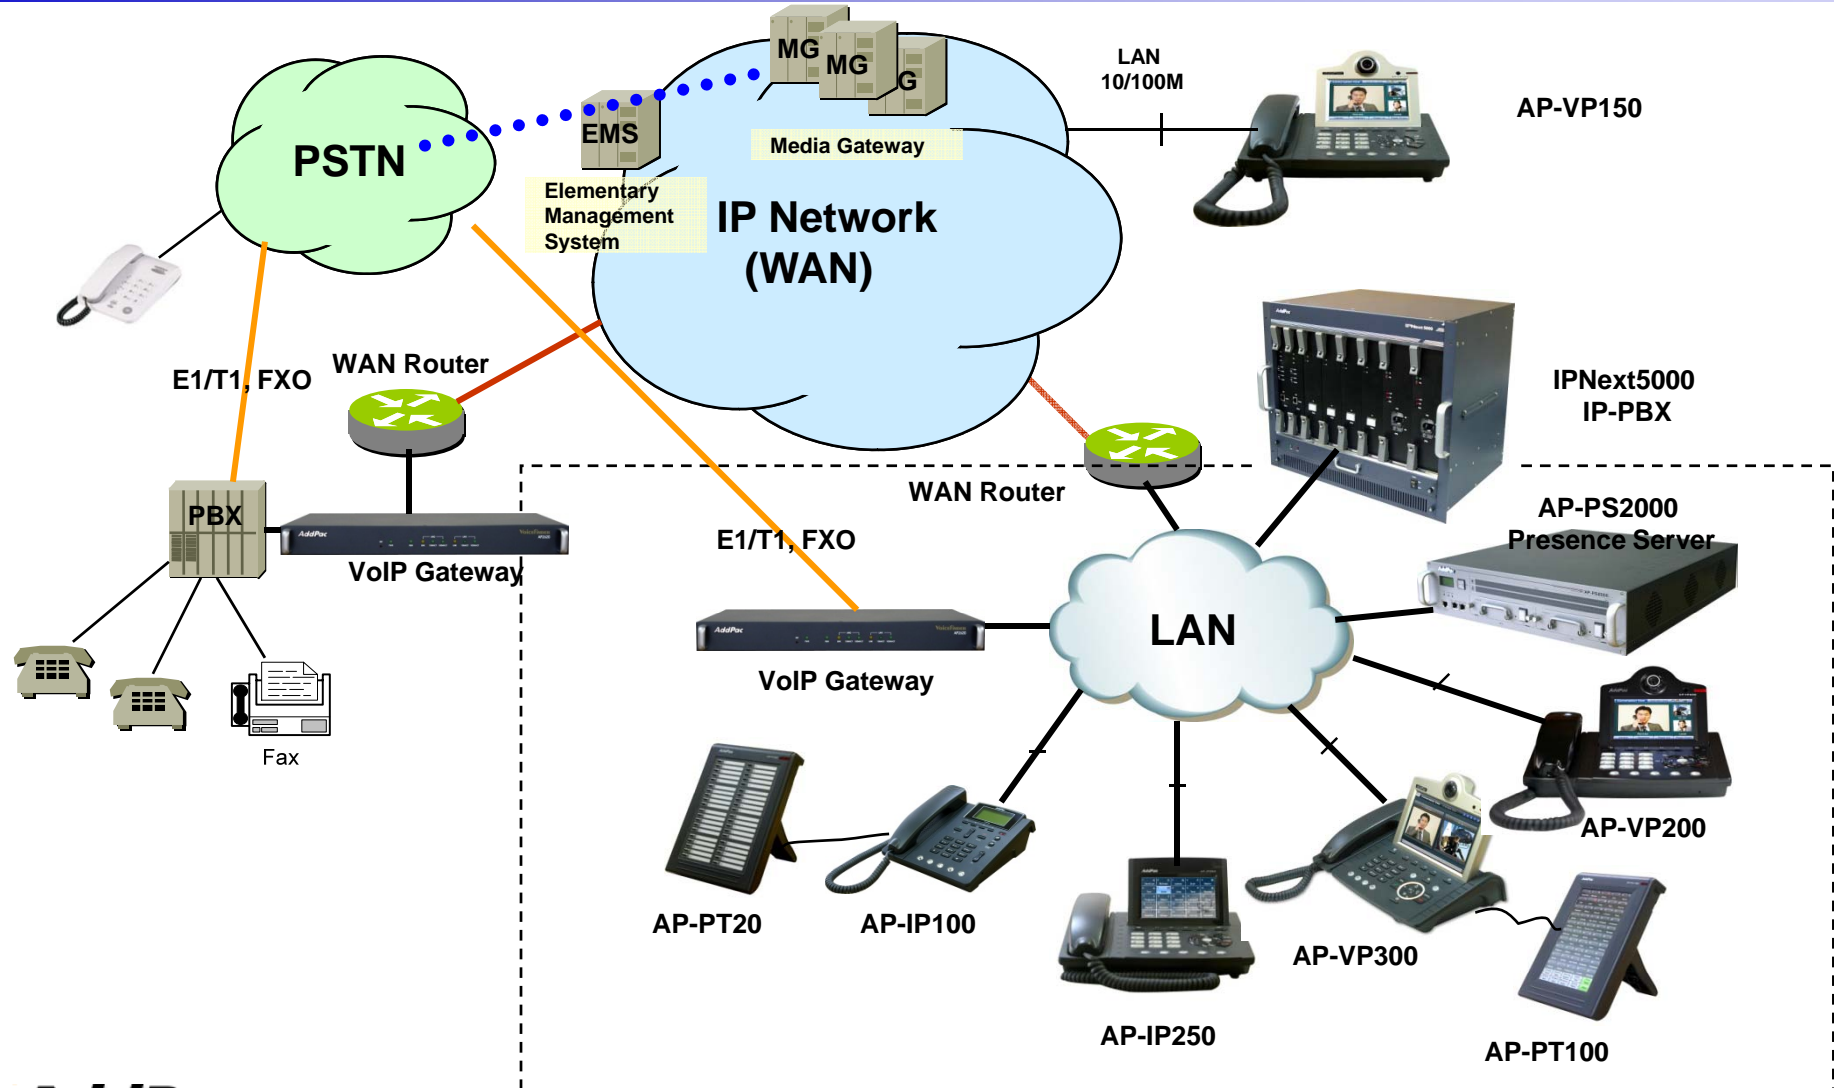 MG
MG
G
LAN
10/100M
AP-VP150
EMS
PSTN
Media Gateway
Elementary
Management
System
IP Network
(WAN)
WAN Router
E1/T1, FXO
IPNext5000
IP-PBX
WAN Router
PBX
AddPac
VoIP Gateway
E1/T1, FXO
AP-PS2000
Presence Server
LAN
AddPac
VoIP Gateway
Fax
AP-VP200
AP-PT20
AP-IP100
AP-VP300
AP-IP250
AP-PT100